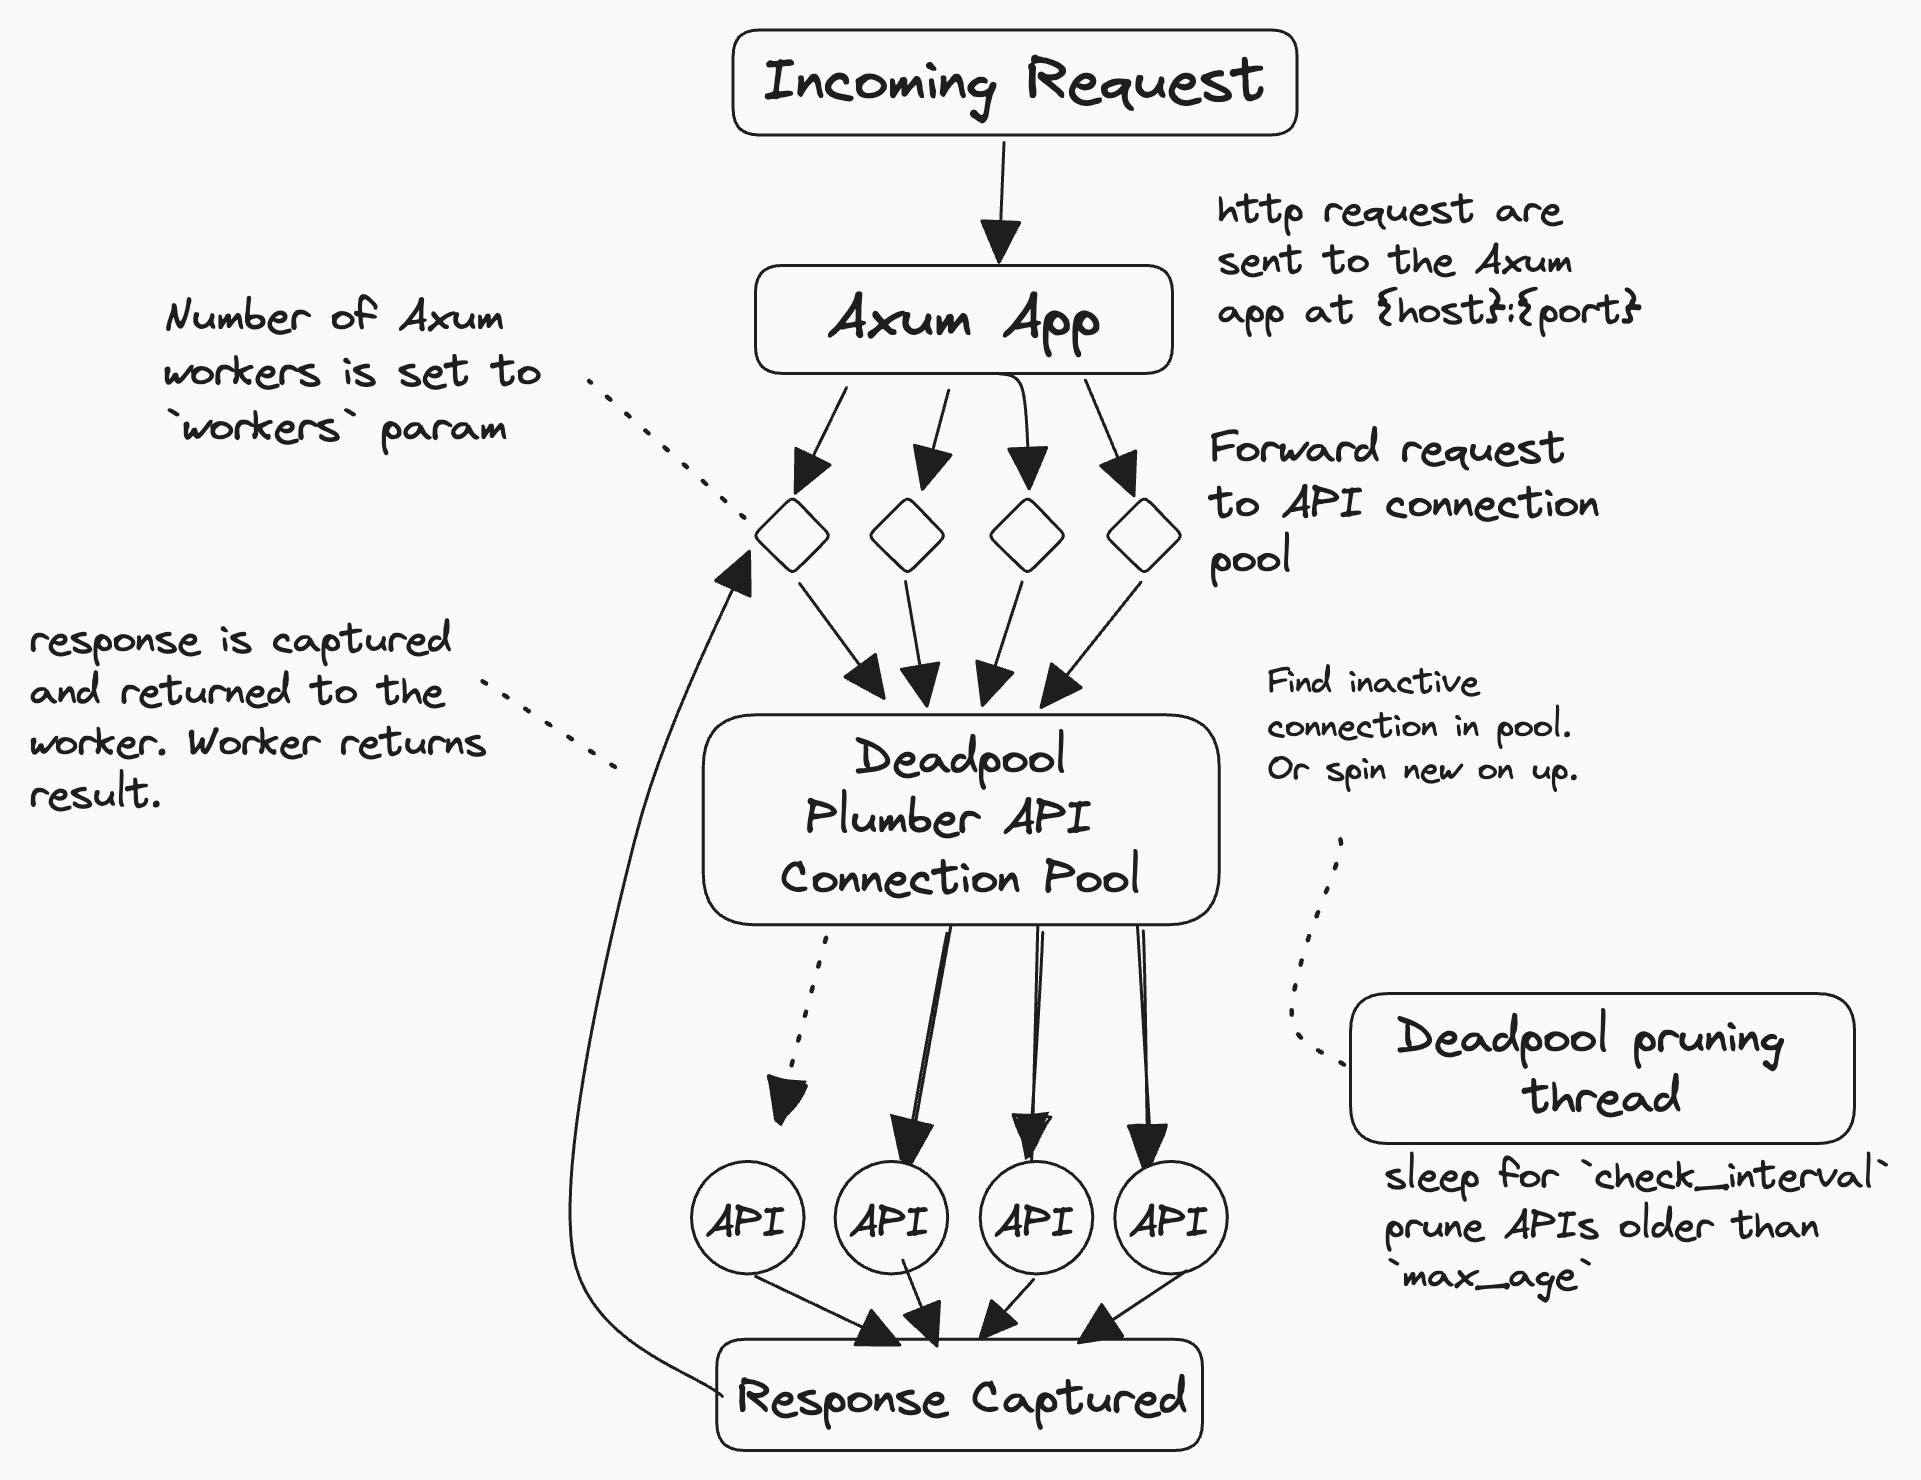 Incoming Request
http request are
sent to the Axum
app at {host}:{port}
Axum App
Number of Axum
workers is set to
`workers` param
Forward request
to API connection
pool
response is captured
and returned to the
worker. Worker returns
result.
Find inactive
connection in pool.
Or spin new on up.
Deadpool
Plumber API
Connection Pool
Deadpool pruning
thread
sleep for `check_interval`
prune APIs older than
`max_age`
API
API
API
API
Response Captured